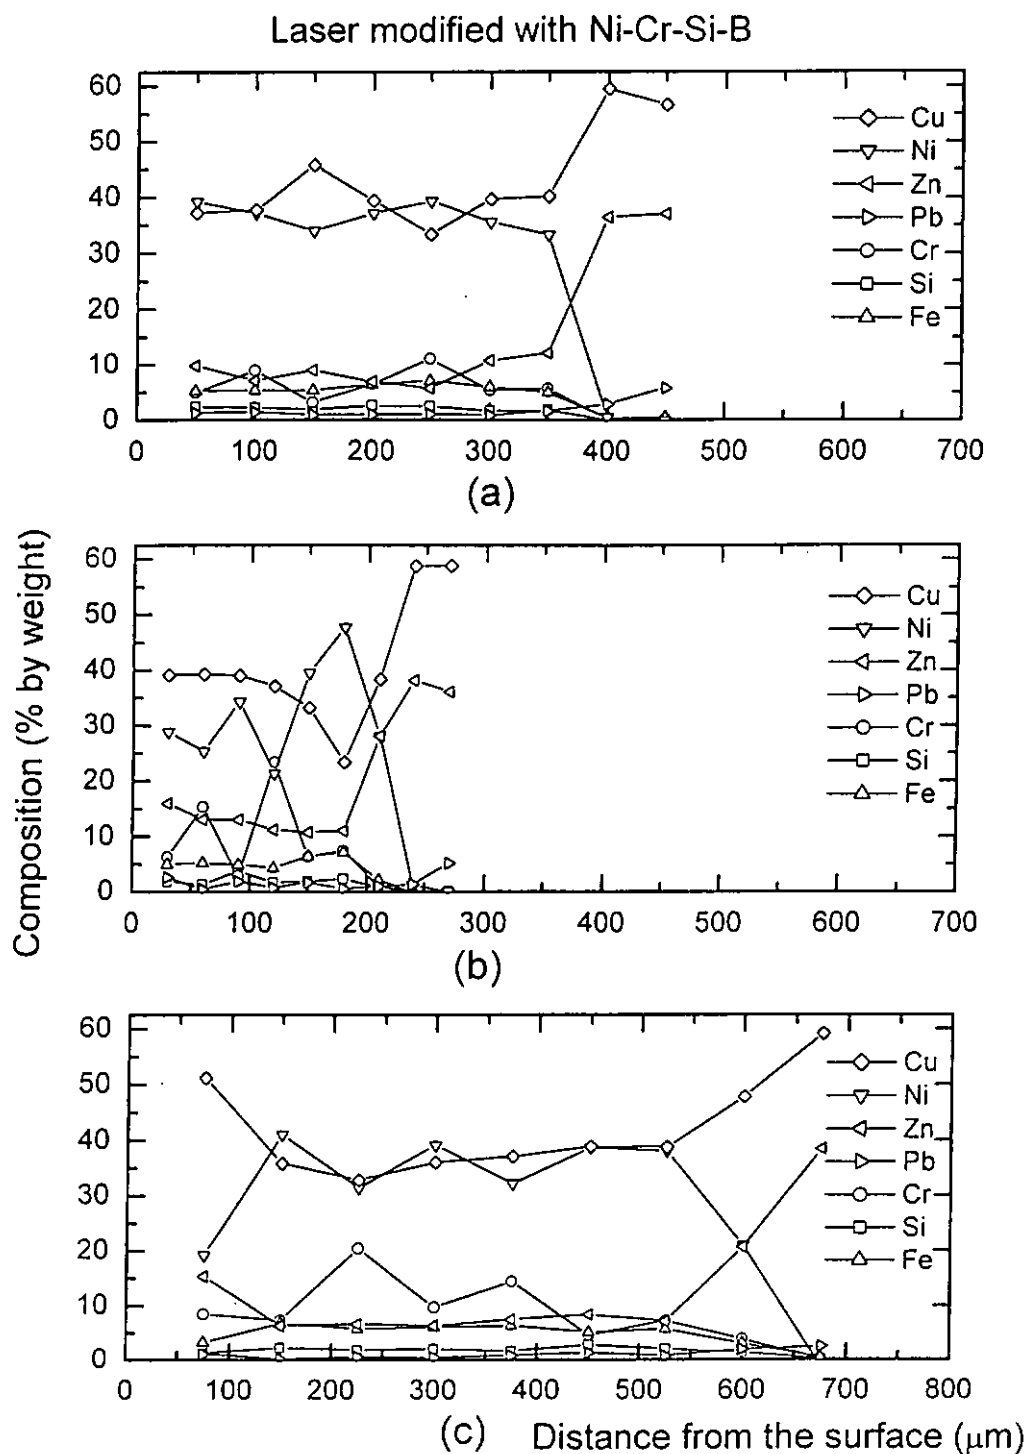 Laser modified with Ni-Cr-Si-B
60
50
40
30
20
10
0
Cu
Ni
Zn
Pb
Cr
Si
Fe
0 100 200 300 400 500 600 700
(a)
Composition (% by weight)
60
50
40
30
20
10
0
Cu
Ni
Zn
Pb
Cr
Si
Fe
0 100 200 300 400 500 600 700
(b)
60
50
40
30
20
10
0
Cu
Ni
Zn
Pb
Cr
Si
Fe
0 100 200 300 400 500 600 700 800
(c) Distance from the surface (μm)